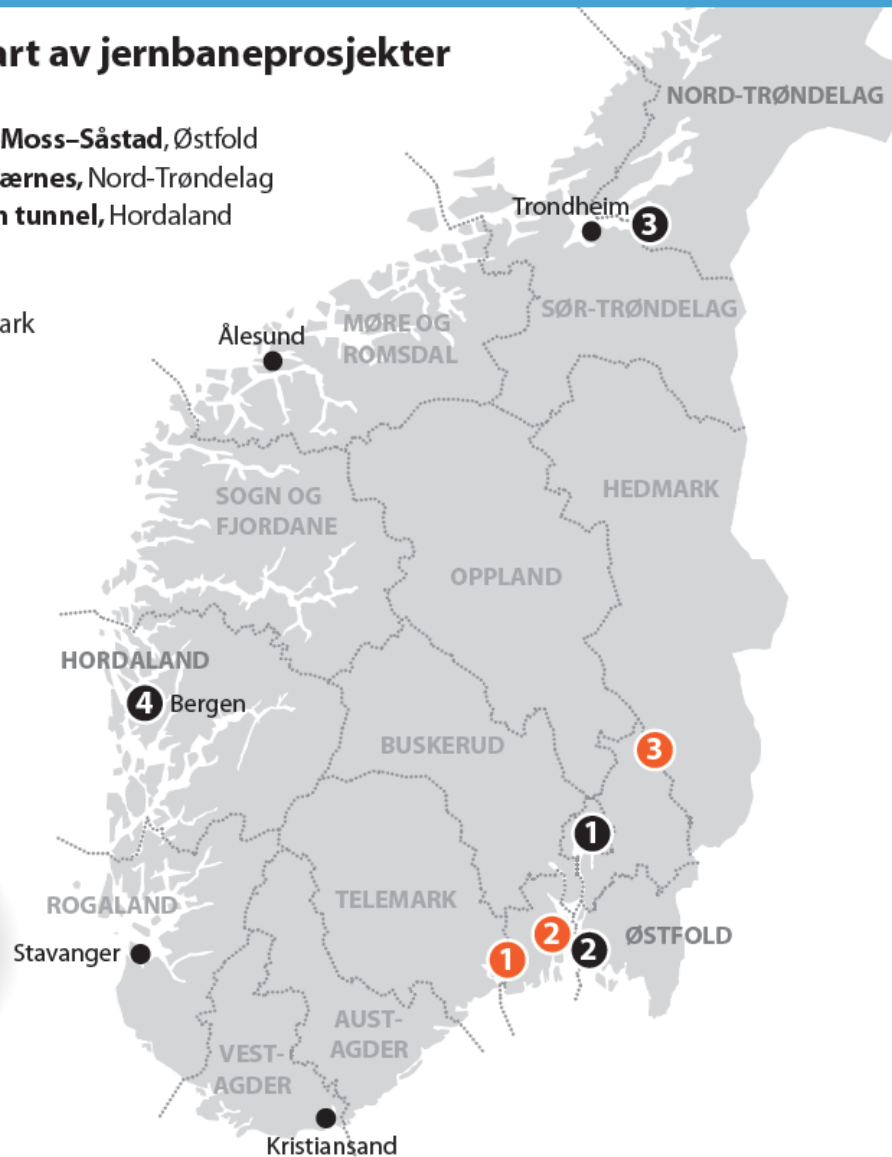 art av jernbaneprosjekter
Moss–Såstad, Østfold
ærnes, Nord-Trøndelag
n tunnel, Hordaland
ark
NORD-TRØNDELAG
Trondheim
3
SØR-TRØNDELAG
MØRE OG
ROMSDAL
Ålesund
HEDMARK
SOGN OG
FJORDANE
OPPLAND
HORDALAND
4 Bergen
BUSKERUD
3
1
TELEMARK
ROGALAND
2
ØSTFOLD
2
1
Stavanger
AUST-
AGDER
VEST-
AGDER
Kristiansand